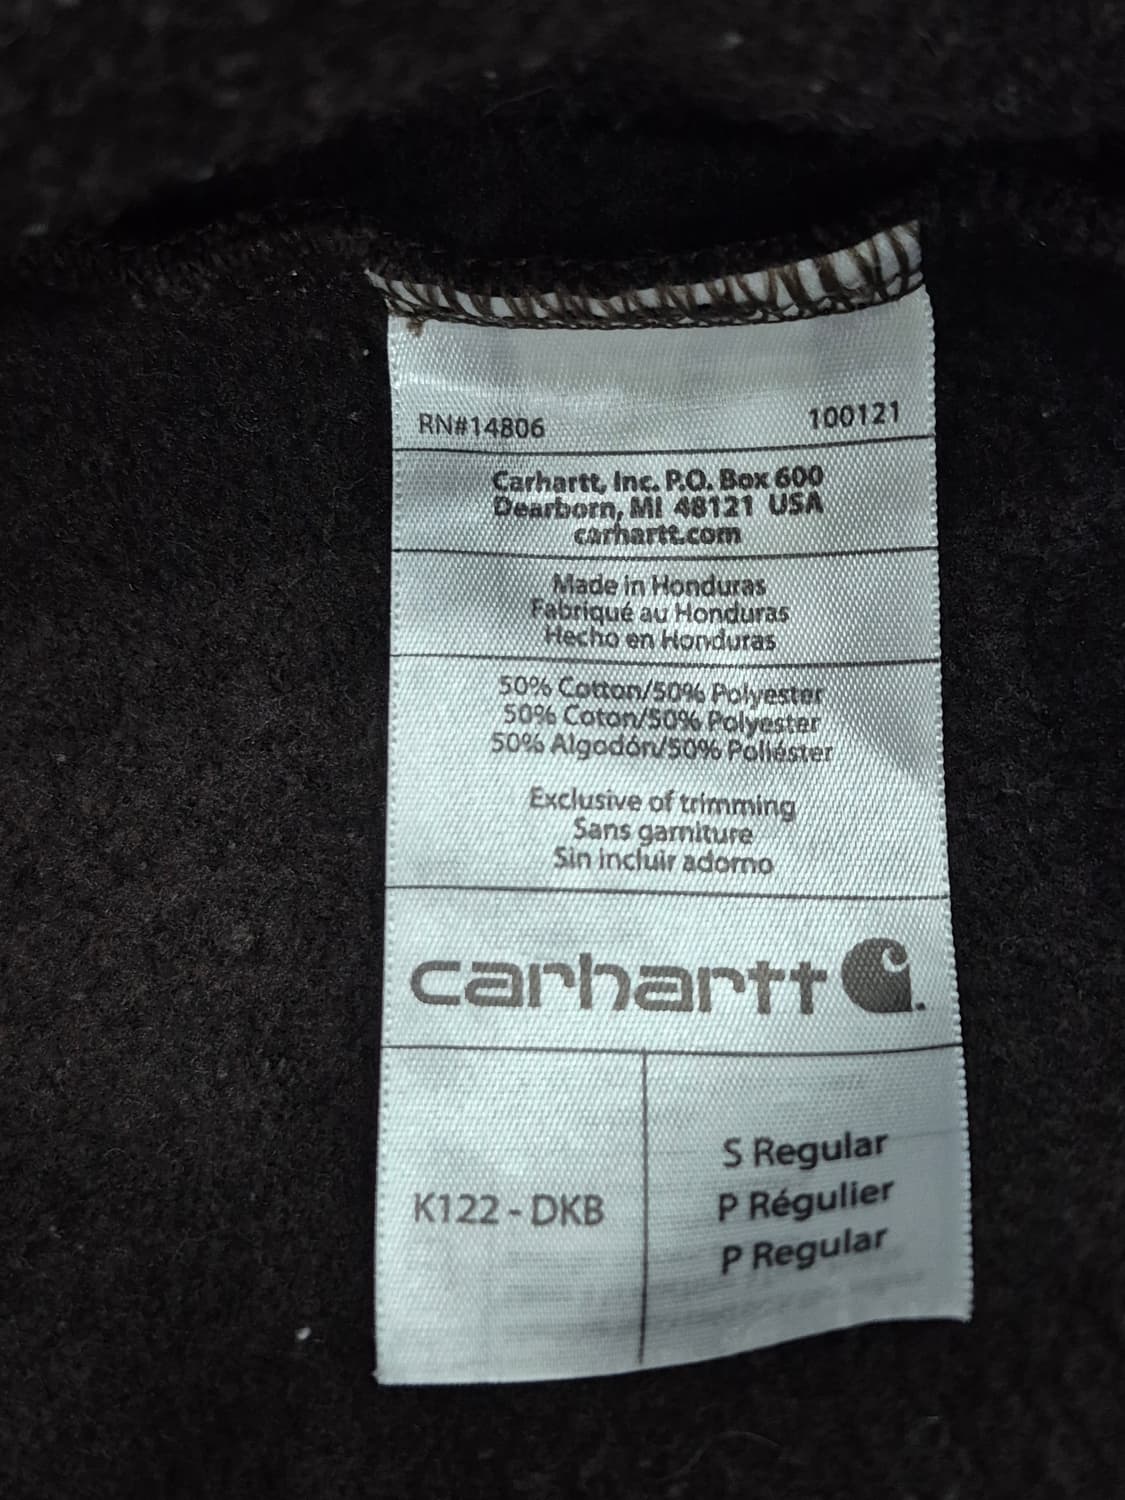 RN#14806 100121
Carhartt, Inc. P.O. Box 600
Dearborn, MI 48121 USA
carhartt.com
Made in Honduras
Fabriqué au Honduras
Hecho en Honduras
50% Cotton/50% Polyester
50% Coton/50% Polyester
50% Algodón/50% Poliéster
Exclusive of trimming
Sans garniture
Sin incluir adorno
carhartt
K122 - DKB
S Regular
P Régulier
P Regular